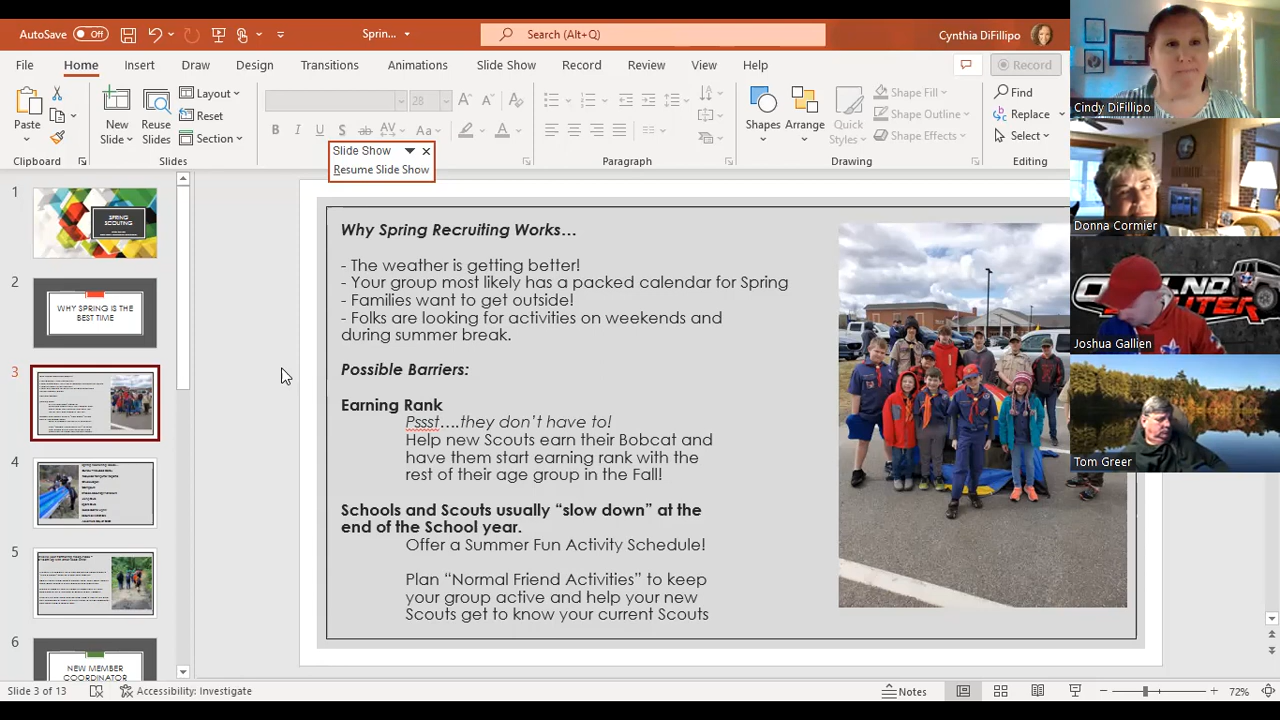 AutoSave Off Sprin... Search (Alt+Q) Cynthia DiFillipo
File Home Insert Draw Design Transitions Animations Slide Show Record Review View Help Record
Paste New Slide Reuse Slides Layout Reset Section 28 Shapes Arrange Quick Styles Shape Fill Shape Outline Shape Effects Find Replace Select
Clipboard Slides Paragraph Drawing Editing
Slide Show
Resume Slide Show
1
SPRING
SCOUTING
2
WHY SPRING IS THE
BEST TIME
3
4
5
6
NEW MEMBER
COORDINATOR
Why Spring Recruiting Works…
- The weather is getting better!
- Your group most likely has a packed calendar for Spring
- Families want to get outside!
- Folks are looking for activities on weekends and
during summer break.
Possible Barriers:
Earning Rank
Pssst….they don't have to!
Help new Scouts earn their Bobcat and
have them start earning rank with the
rest of their age group in the Fall!
Schools and Scouts usually “slow down” at the
end of the School year.
Offer a Summer Fun Activity Schedule!
Plan “Normal Friend Activities” to keep
your group active and help your new
Scouts get to know your current Scouts
Cindy DiFillipo
Donna Cormier
Joshua Gallien
Tom Greer
Slide 3 of 13 Accessibility: Investigate Notes 72%